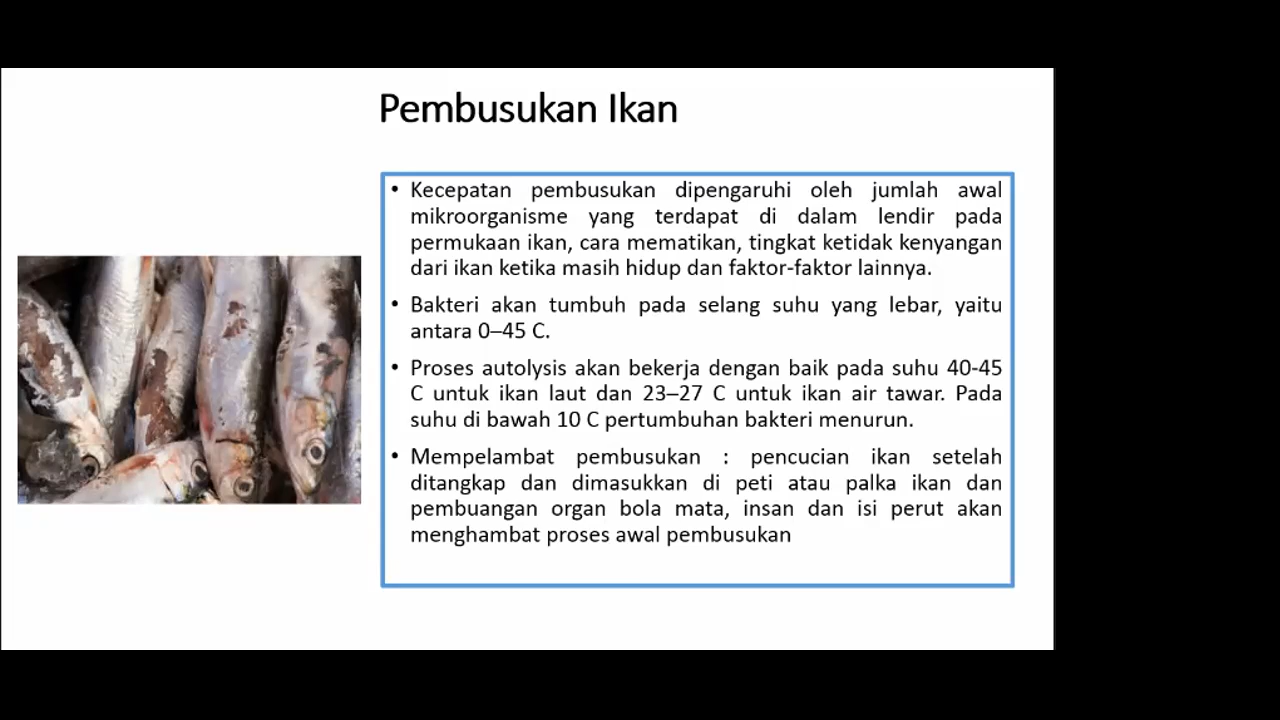 Pembusukan Ikan
• Kecepatan pembusukan dipengaruhi oleh jumlah awal
mikroorganisme yang terdapat di dalam lendir pada
permukaan ikan, cara mematikan, tingkat ketidak kenyangan
dari ikan ketika masih hidup dan faktor-faktor lainnya.
• Bakteri akan tumbuh pada selang suhu yang lebar, yaitu
antara 0–45 C.
• Proses autolysis akan bekerja dengan baik pada suhu 40-45
C untuk ikan laut dan 23–27 C untuk ikan air tawar. Pada
suhu di bawah 10 C pertumbuhan bakteri menurun.
• Mempelambat pembusukan : pencucian ikan setelah
ditangkap dan dimasukkan di peti atau palka ikan dan
pembuangan organ bola mata, insan dan isi perut akan
menghambat proses awal pembusukan